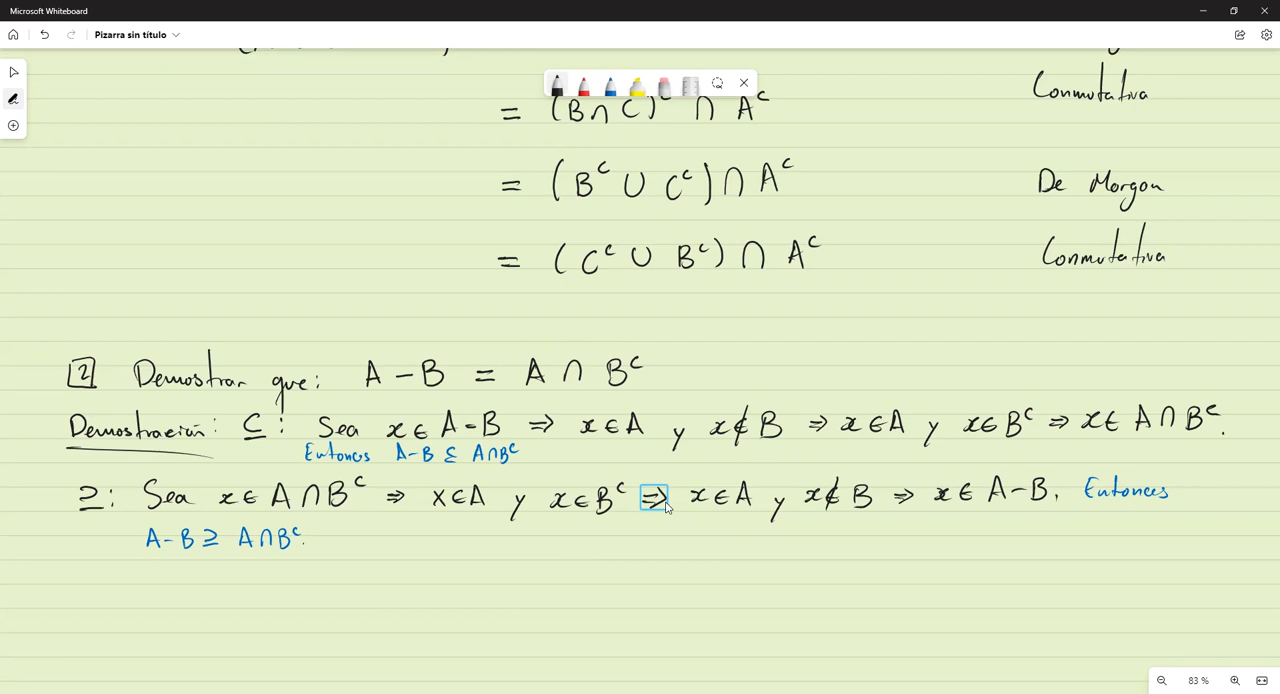 Microsoft Whiteboard
Pizarra sin título
Conmutativa
= (B ∩ C)ᶜ ∩ Aᶜ
= (Bᶜ ∪ Cᶜ) ∩ Aᶜ De Morgan
= (Cᶜ ∪ Bᶜ) ∩ Aᶜ Conmutativa
2 Demostrar que: A - B = A ∩ Bᶜ
Demostración: ⊆: Sea x ∈ A - B ⇒ x ∈ A y x ∉ B ⇒ x ∈ A y x ∈ Bᶜ ⇒ x ∈ A ∩ Bᶜ.
Entonces A-B ⊆ A∩Bᶜ
⊇: Sea x ∈ A ∩ Bᶜ ⇒ x ∈ A y x ∈ Bᶜ ⇒ x ∈ A y x ∉ B ⇒ x ∈ A - B. Entonces
A-B ⊇ A∩Bᶜ.
83 %